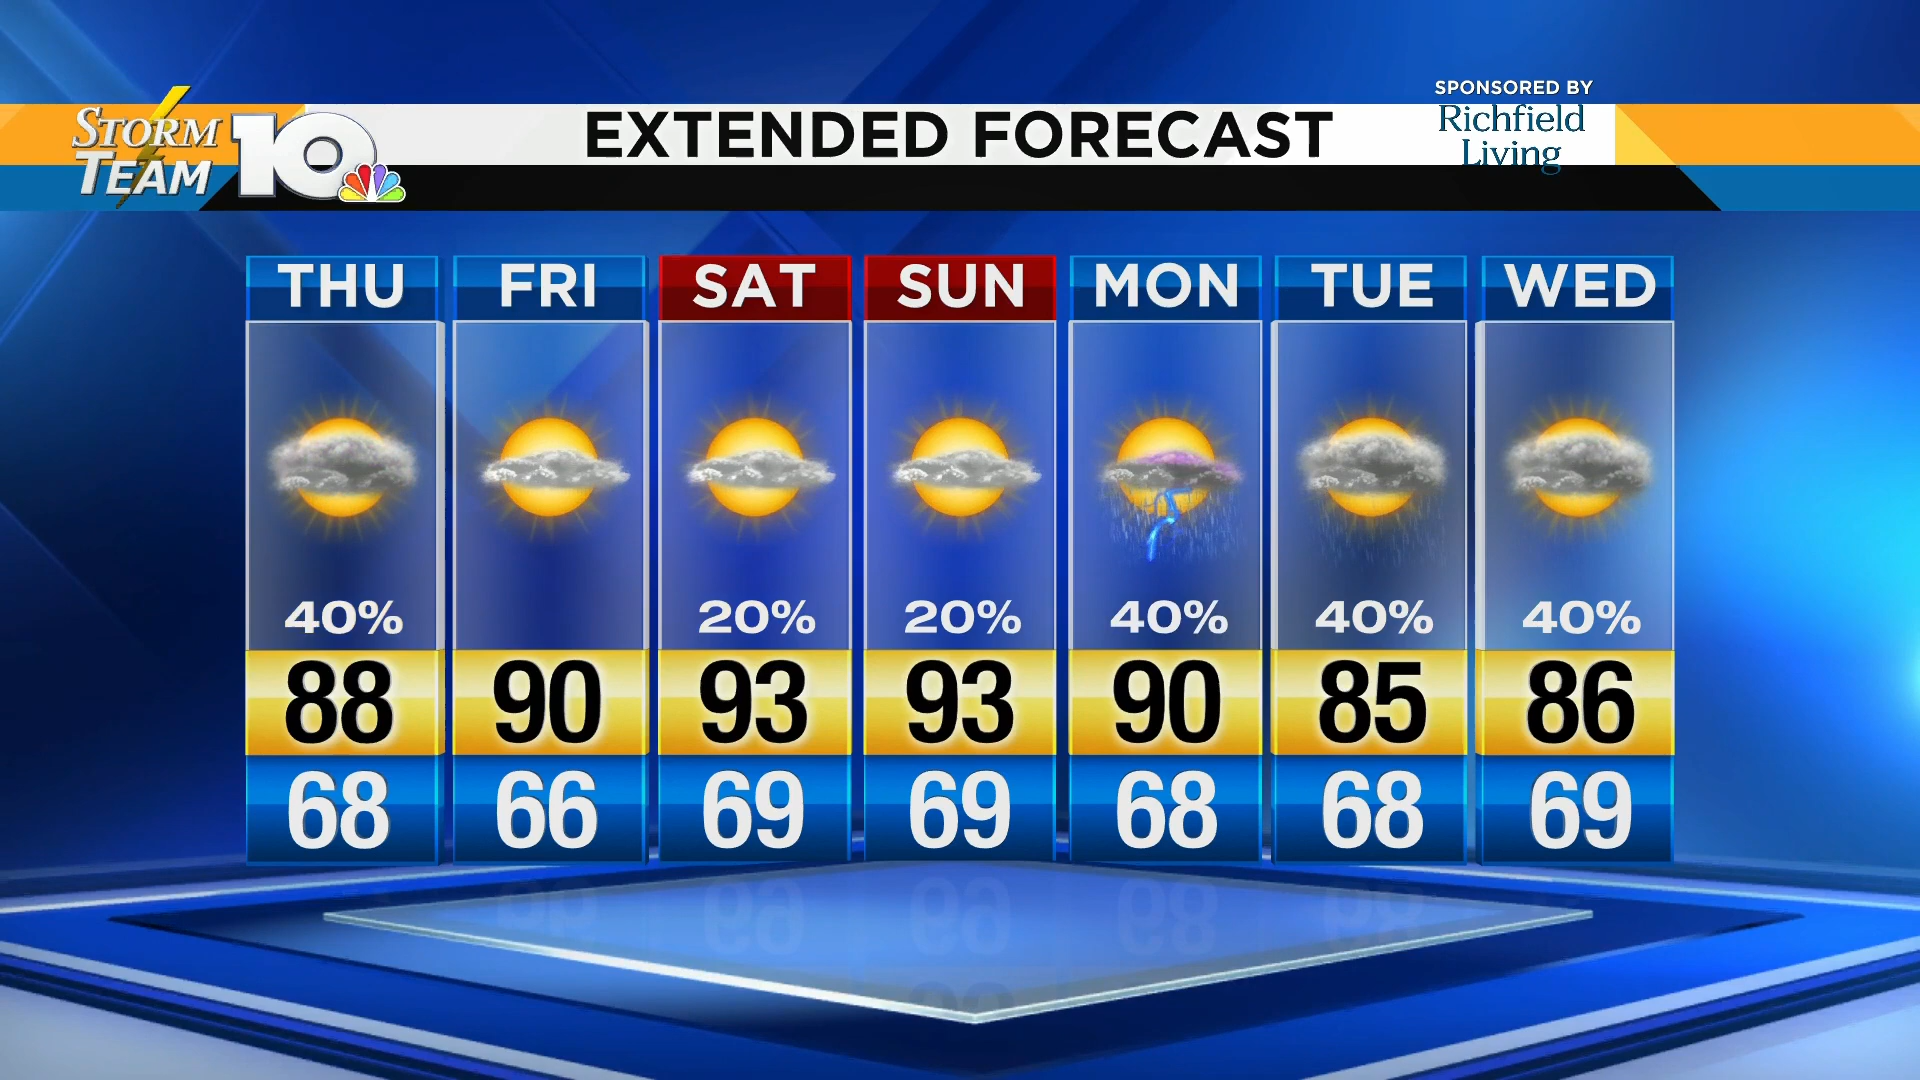 SPONSORED BY
STORM
TEAM
10
EXTENDED FORECAST
Richfield
Living
THU FRI SAT SUN MON TUE WED
40% 20% 20% 40% 40% 40%
88 90 93 93 90 85 86
68 66 69 69 68 68 69